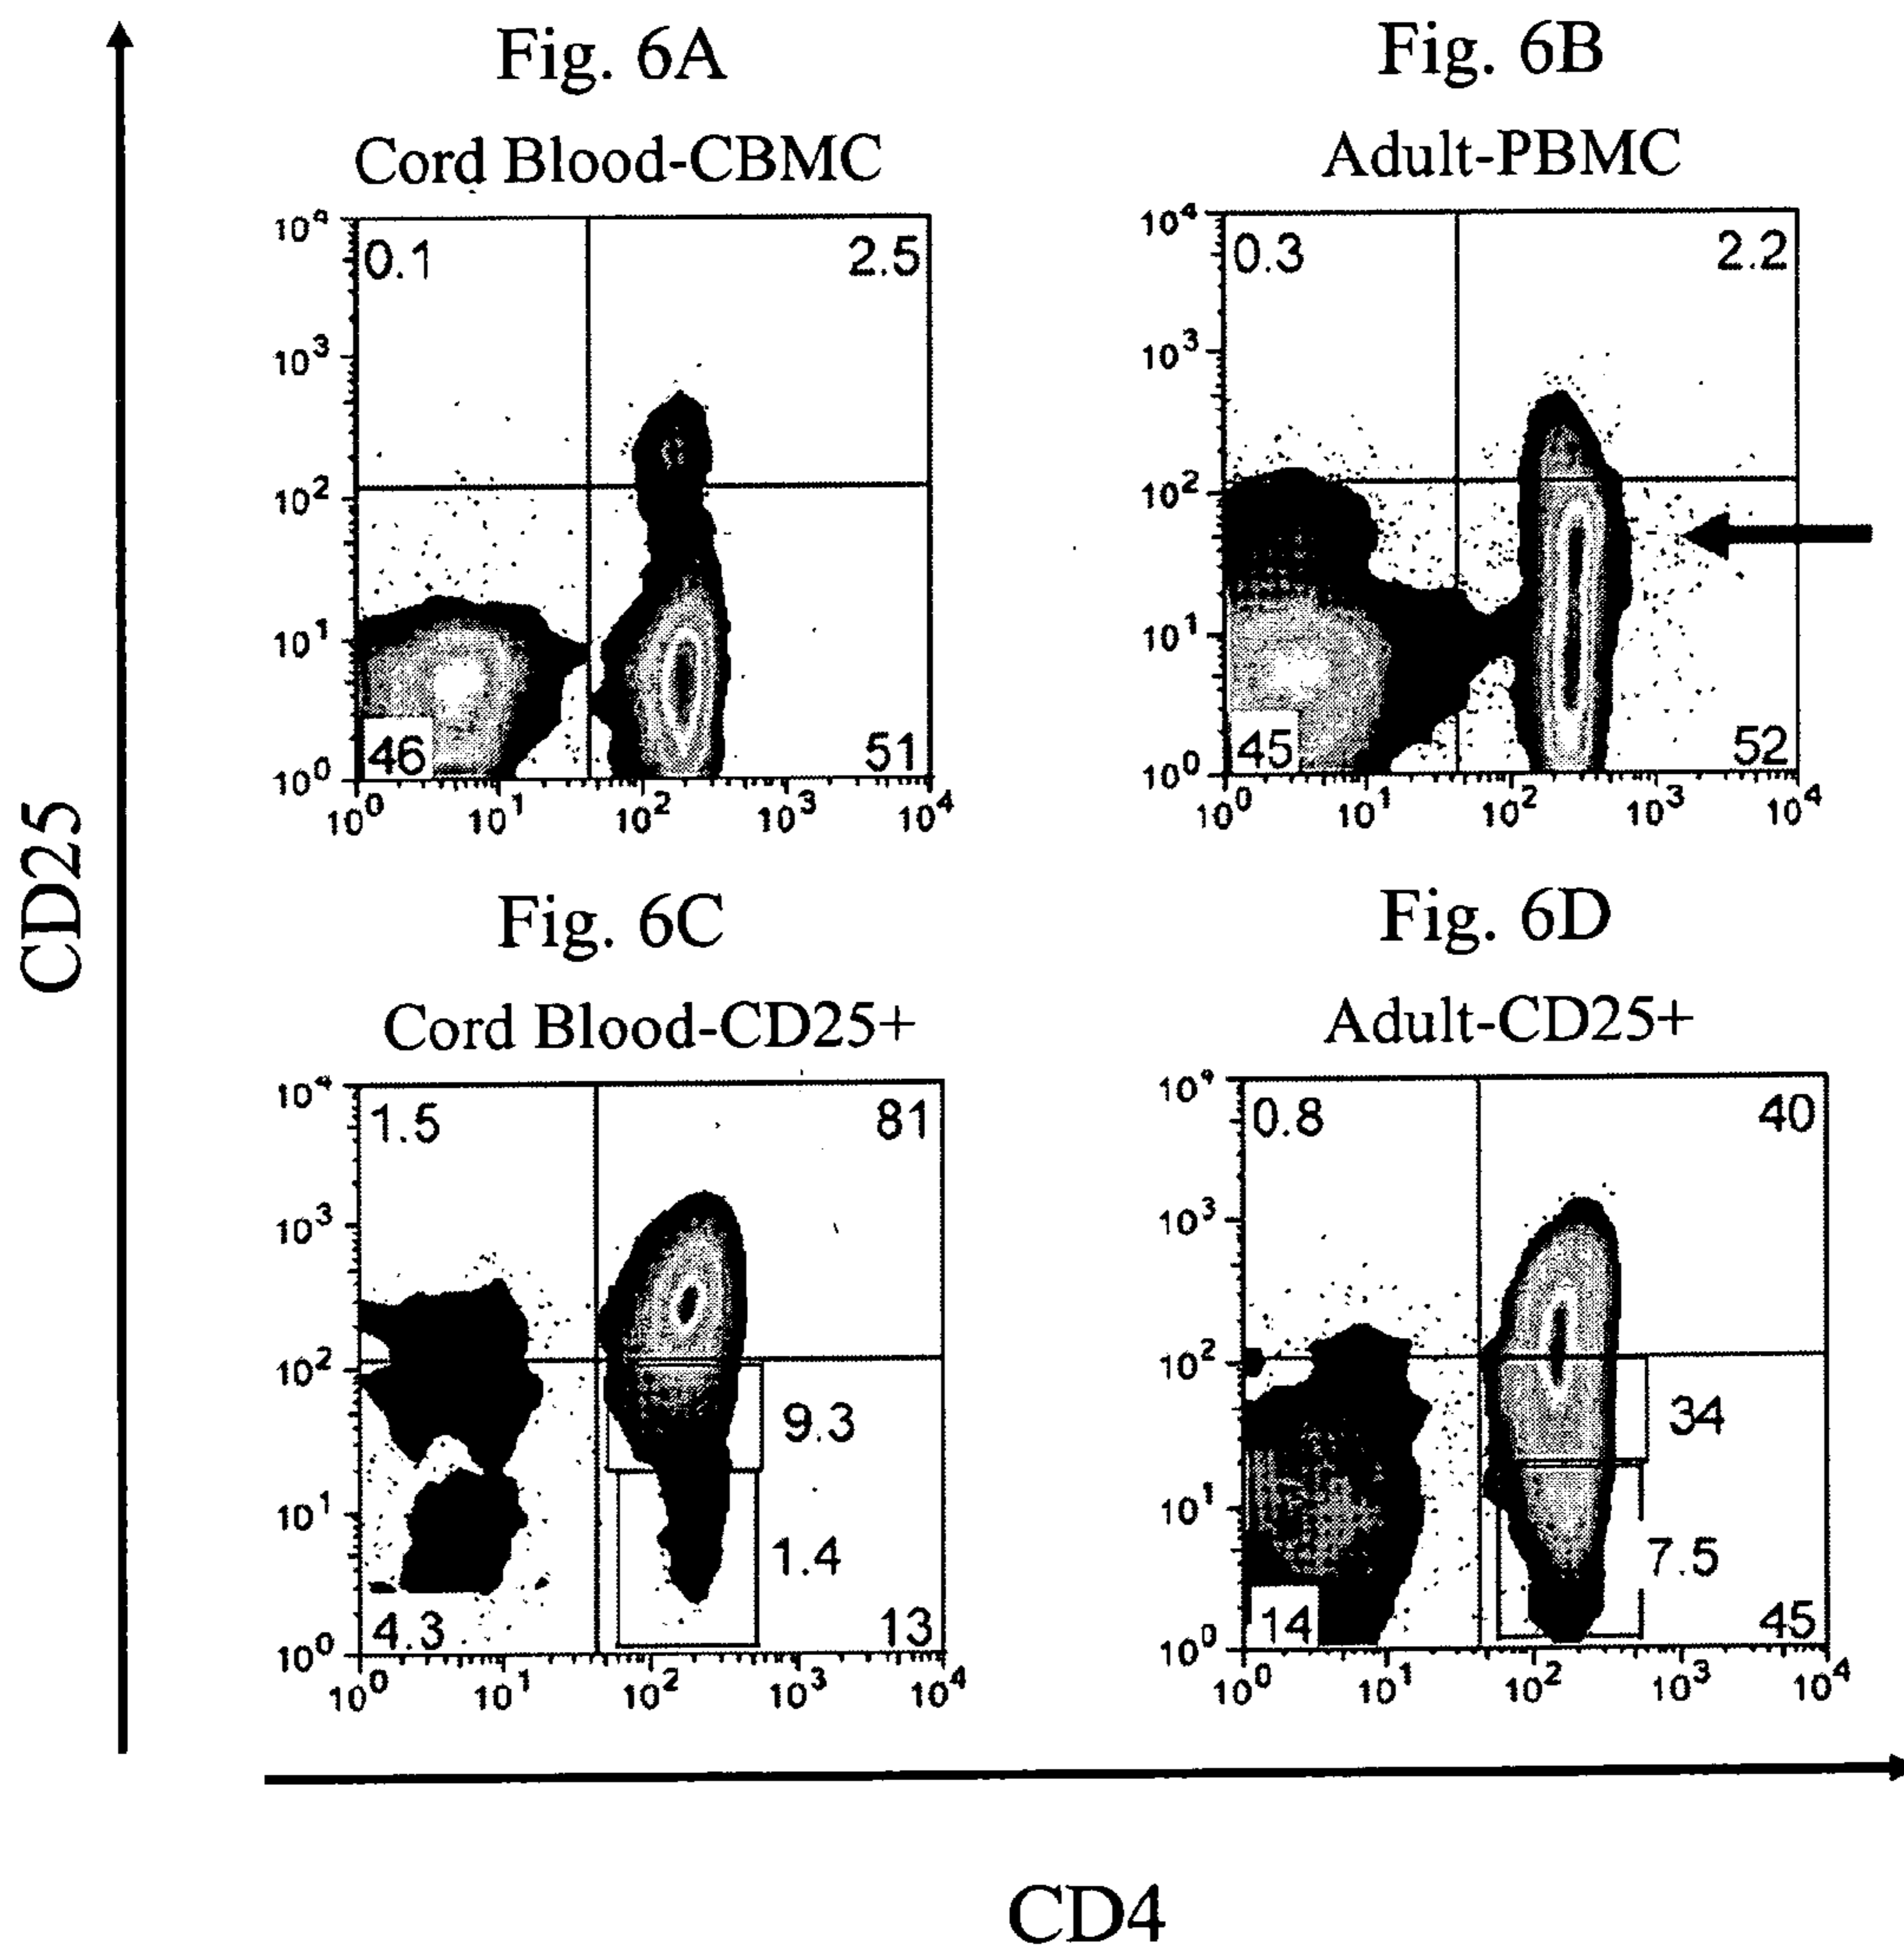 Fig. 6A
Cord Blood-CBMC
10⁴
10³
10²
10¹
10⁰
0.1
2.5
46
51
10⁰ 10¹ 10² 10³ 10⁴
Fig. 6B
Adult-PBMC
10⁴
10³
10²
10¹
10⁰
0.3
2.2
45
52
10⁰ 10¹ 10² 10³ 10⁴
CD25
Fig. 6C
Cord Blood-CD25+
10⁴
10³
10²
10¹
10⁰
1.5
81
9.3
1.4
4.3
13
10⁰ 10¹ 10² 10³ 10⁴
Fig. 6D
Adult-CD25+
10⁴
10³
10²
10¹
10⁰
0.8
40
34
7.5
14
45
10⁰ 10¹ 10² 10³ 10⁴
CD4